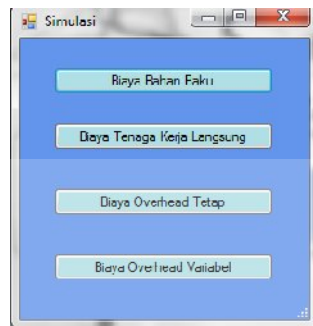 Simulasi
Biaya Bahan Baku
Biaya Tenaga Kerja Langsung
Biaya Overhead Tetap
Biaya Overhead Variabel